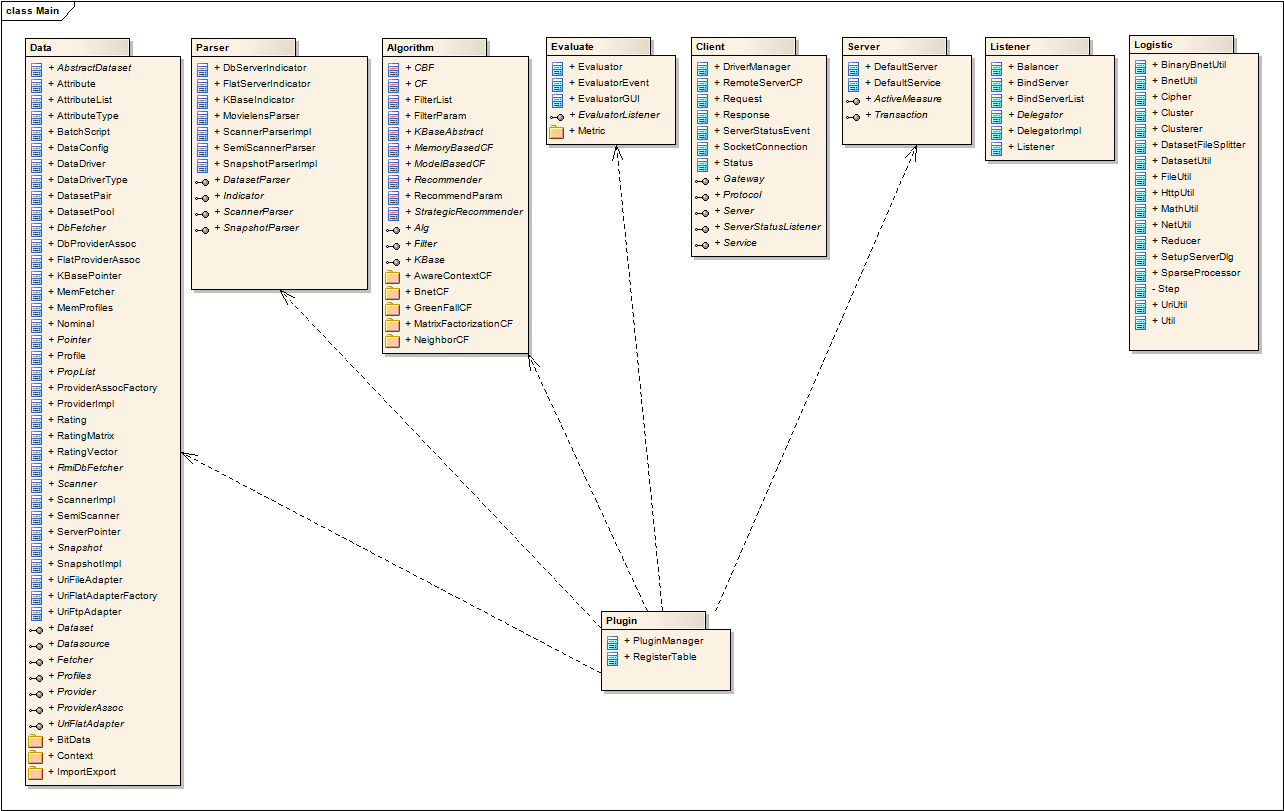 class Main
Data
+ AbstractDataset
+ Attribute
+ AttributeList
+ AttributeType
+ BatchScript
+ DataConfig
+ DataDriver
+ DataDriverType
+ DatasetPair
+ DatasetPool
+ DbFetcher
+ DbProviderAssoc
+ FlatProviderAssoc
+ KBasePointer
+ MemFetcher
+ MemProfiles
+ Nominal
+ Pointer
+ Profile
+ PropList
+ ProviderAssocFactory
+ ProviderImpl
+ Rating
+ RatingMatrix
+ RatingVector
+ RmiDbFetcher
+ Scanner
+ ScannerImpl
+ SemiScanner
+ ServerPointer
+ Snapshot
+ SnapshotImpl
+ UriFileAdapter
+ UriFlatAdapterFactory
+ UriFtpAdapter
+ Dataset
+ Datasource
+ Fetcher
+ Profiles
+ Provider
+ ProviderAssoc
+ UriFlatAdapter
+ BitData
+ Context
+ ImportExport
Parser
+ DbServerIndicator
+ FlatServerIndicator
+ KBaseIndicator
+ MovielensParser
+ ScannerParserImpl
+ SemiScannerParser
+ SnapshotParserImpl
+ DatasetParser
+ Indicator
+ ScannerParser
+ SnapshotParser
Algorithm
+ CBF
+ CF
+ FilterList
+ FilterParam
+ KBaseAbstract
+ MemoryBasedCF
+ ModelBasedCF
+ Recommender
+ RecommendParam
+ StrategicRecommender
+ Alg
+ Filter
+ KBase
+ AwareContextCF
+ BnetCF
+ GreenFallCF
+ MatrixFactorizationCF
+ NeighborCF
Evaluate
+ Evaluator
+ EvaluatorEvent
+ EvaluatorGUI
+ EvaluatorListener
+ Metric
Client
+ DriverManager
+ RemoteServerCP
+ Request
+ Response
+ ServerStatusEvent
+ SocketConnection
+ Status
+ Gateway
+ Protocol
+ Server
+ ServerStatusListener
+ Service
Server
+ DefaultServer
+ DefaultService
+ ActiveMeasure
+ Transaction
Listener
+ Balancer
+ BindServer
+ BindServerList
+ Delegator
+ DelegatorImpl
+ Listener
Logistic
+ BinaryBnetUtil
+ BnetUtil
+ Cipher
+ Cluster
+ Clusterer
+ DatasetFileSplitter
+ DatasetUtil
+ FileUtil
+ HttpUtil
+ MathUtil
+ NetUtil
+ Reducer
+ SetupServerDlg
+ SparseProcessor
- Step
+ UriUtil
+ Util
Plugin
+ PluginManager
+ RegisterTable